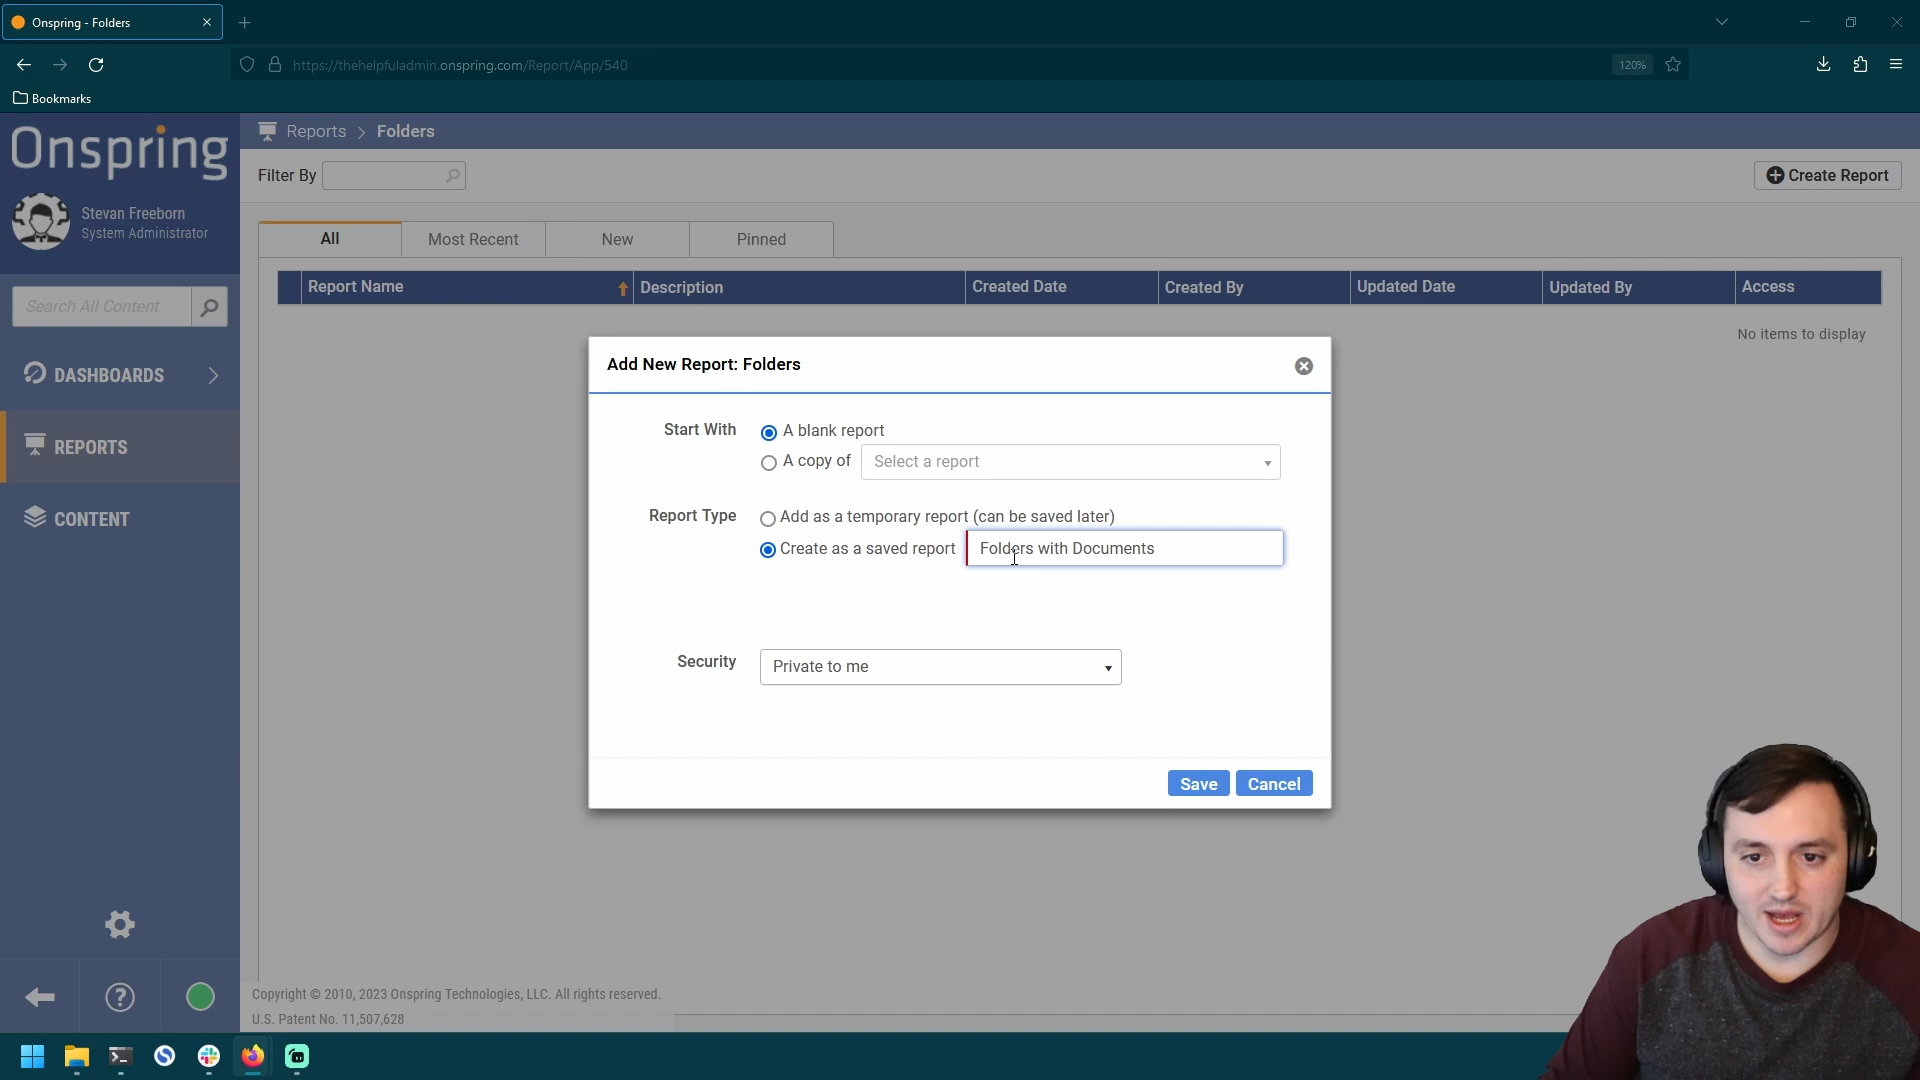 Onspring - Folders
https://thehelpfuladmin.onspring.com/Report/App/540
120%
Bookmarks
Onspring
Stevan Freeborn
System Administrator
Search All Content
DASHBOARDS
REPORTS
CONTENT
Reports > Folders
Filter By
Create Report
All
Most Recent
New
Pinned
Report Name
Description
Created Date
Created By
Updated Date
Updated By
Access
No items to display
Add New Report: Folders
Start With
A blank report
A copy of
Select a report
Report Type
Add as a temporary report (can be saved later)
Create as a saved report
Folders with Documents
Security
Private to me
Save
Cancel
Copyright © 2010, 2023 Onspring Technologies, LLC. All rights reserved.
U.S. Patent No. 11,507,628